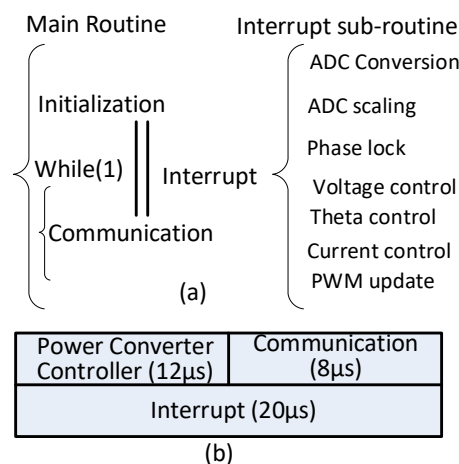 Main Routine
Initialization
While(1)
Communication
Interrupt
Interrupt sub-routine
ADC Conversion
ADC scaling
Phase lock
Voltage control
Theta control
Current control
PWM update
(a)
Power Converter
Controller (12µs)
Communication
(8µs)
Interrupt (20µs)
(b)